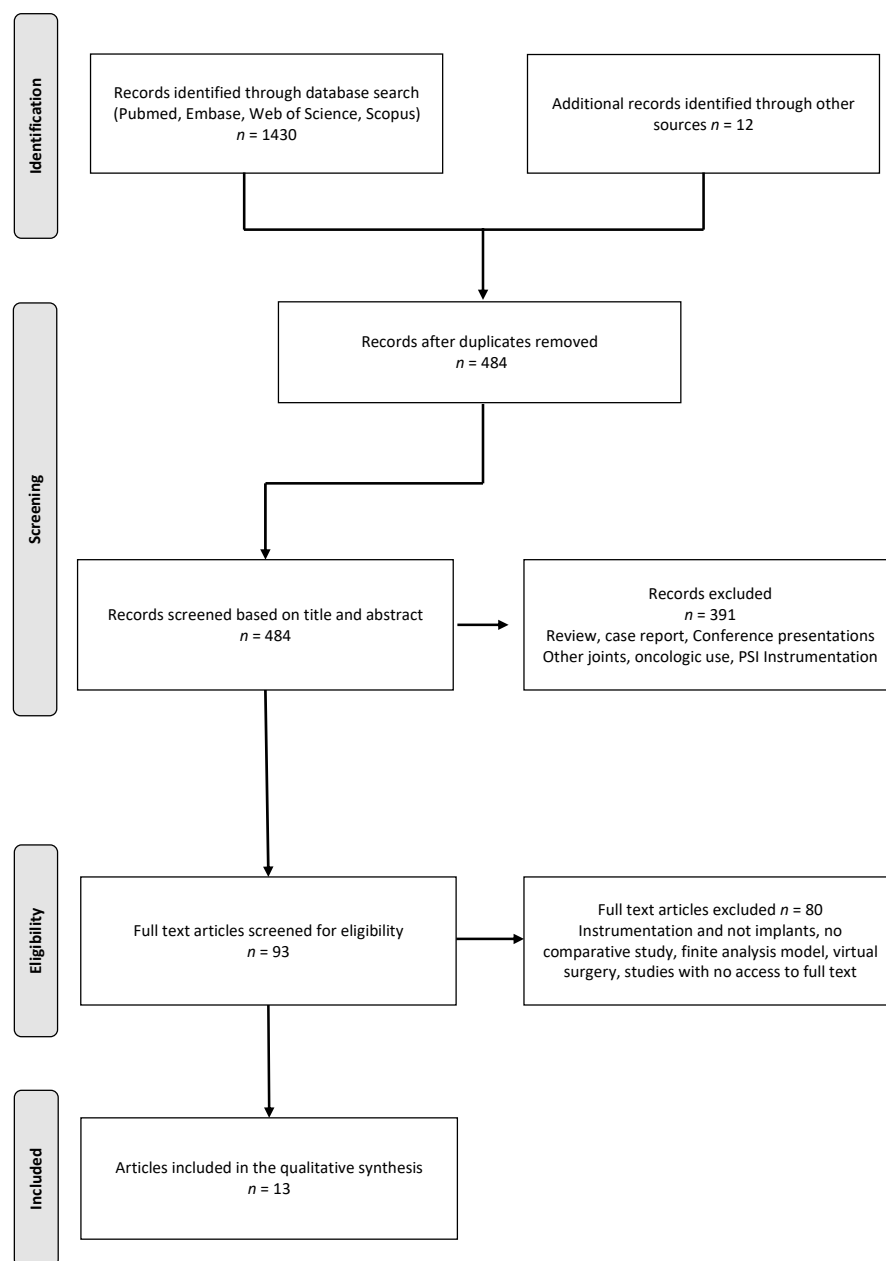 Identification
Records identified through database search
(Pubmed, Embase, Web of Science, Scopus)
n = 1430
Additional records identified through other
sources n = 12
Screening
Records after duplicates removed
n = 484
Records screened based on title and abstract
n = 484
Records excluded
n = 391
Review, case report, Conference presentations
Other joints, oncologic use, PSI Instrumentation
Eligibility
Full text articles screened for eligibility
n = 93
Full text articles excluded n = 80
Instrumentation and not implants, no
comparative study, finite analysis model, virtual
surgery, studies with no access to full text
Included
Articles included in the qualitative synthesis
n = 13